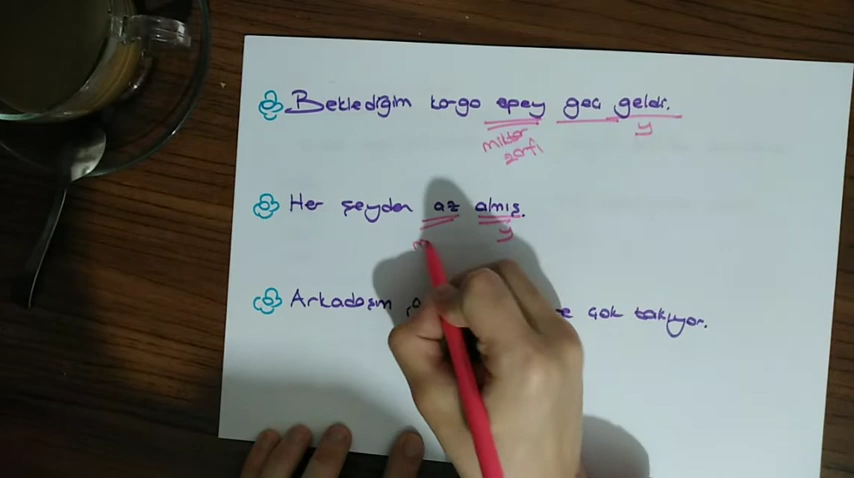 Beklediğim kargo epey geç geldi.
miktar
zarfı
y
Her şeyden az almış.
y
Arkadaşım çok takıyor.